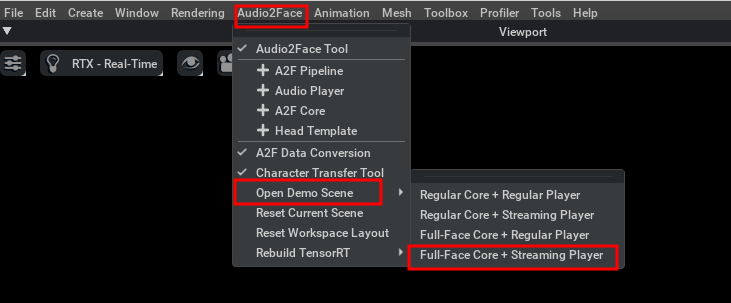 File Edit Create Window Rendering Audio2Face Animation Mesh Toolbox Profiler Tools Help
Viewport
RTX - Real-Time
Audio2Face Tool
A2F Pipeline
Audio Player
A2F Core
Head Template
A2F Data Conversion
Character Transfer Tool
Open Demo Scene
Reset Current Scene
Reset Workspace Layout
Rebuild TensorRT
Regular Core + Regular Player
Regular Core + Streaming Player
Full-Face Core + Regular Player
Full-Face Core + Streaming Player